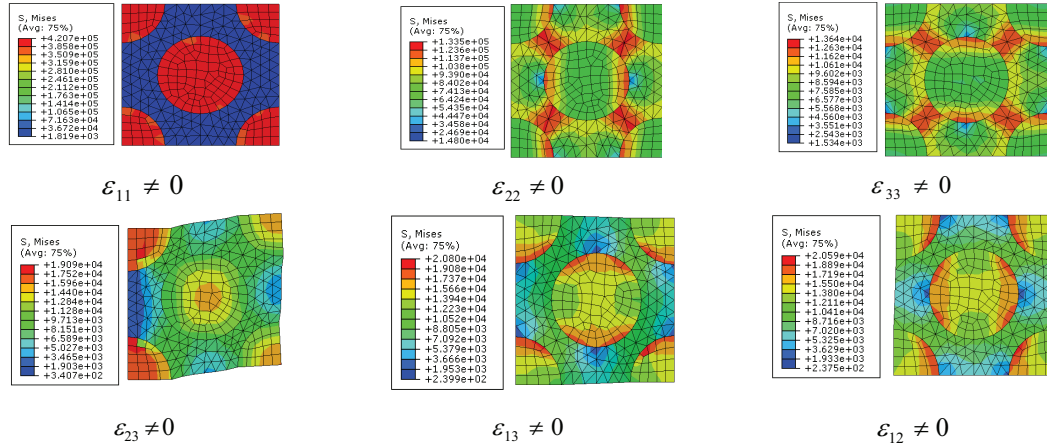 S, Mises
(Avg: 75%)
+4.207e+05
+3.858e+05
+3.509e+05
+3.159e+05
+2.810e+05
+2.461e+05
+2.112e+05
+1.763e+05
+1.414e+05
+1.065e+05
+7.163e+04
+3.672e+04
+1.819e+03
ε₁₁ ≠ 0
S, Mises
(Avg: 75%)
+1.335e+05
+1.236e+05
+1.137e+05
+1.038e+05
+9.390e+04
+8.402e+04
+7.413e+04
+6.424e+04
+5.435e+04
+4.447e+04
+3.458e+04
+2.469e+04
+1.480e+04
ε₂₂ ≠ 0
S, Mises
(Avg: 75%)
+1.364e+04
+1.263e+04
+1.162e+04
+1.061e+04
+9.602e+03
+8.594e+03
+7.585e+03
+6.577e+03
+5.568e+03
+4.560e+03
+3.551e+03
+2.543e+03
+1.534e+03
ε₃₃ ≠ 0
S, Mises
(Avg: 75%)
+1.909e+04
+1.752e+04
+1.596e+04
+1.440e+04
+1.284e+04
+1.128e+04
+9.713e+03
+8.151e+03
+6.589e+03
+5.027e+03
+3.465e+03
+1.903e+03
+3.407e+02
ε₂₃ ≠ 0
S, Mises
(Avg: 75%)
+2.080e+04
+1.908e+04
+1.737e+04
+1.566e+04
+1.394e+04
+1.223e+04
+1.052e+04
+8.805e+03
+7.092e+03
+5.379e+03
+3.666e+03
+1.953e+03
+2.399e+02
ε₁₃ ≠ 0
S, Mises
(Avg: 75%)
+2.059e+04
+1.889e+04
+1.719e+04
+1.550e+04
+1.380e+04
+1.211e+04
+1.041e+04
+8.716e+03
+7.020e+03
+5.325e+03
+3.629e+03
+1.933e+03
+2.375e+02
ε₁₂ ≠ 0